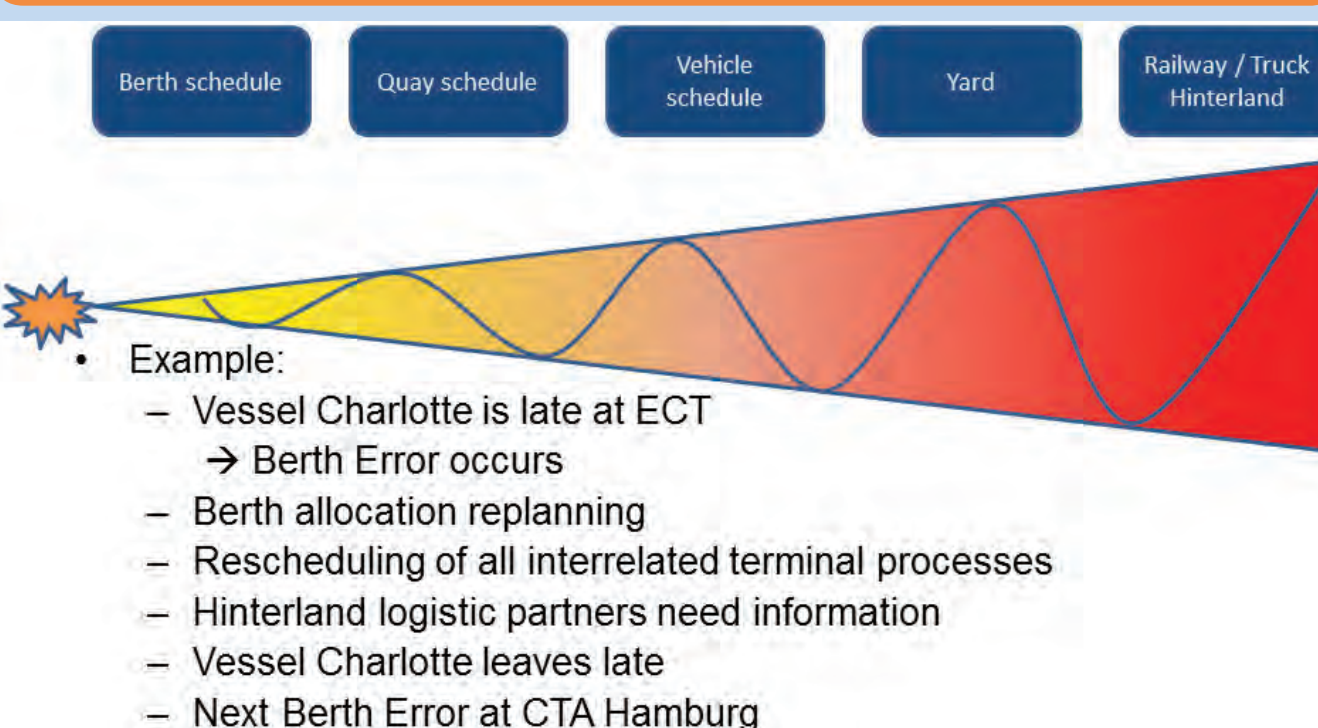 Berth schedule
Quay schedule
Vehicle
schedule
Yard
Railway / Truck
Hinterland
• Example:
– Vessel Charlotte is late at ECT
→ Berth Error occurs
– Berth allocation replanning
– Rescheduling of all interrelated terminal processes
– Hinterland logistic partners need information
– Vessel Charlotte leaves late
– Next Berth Error at CTA Hamburg